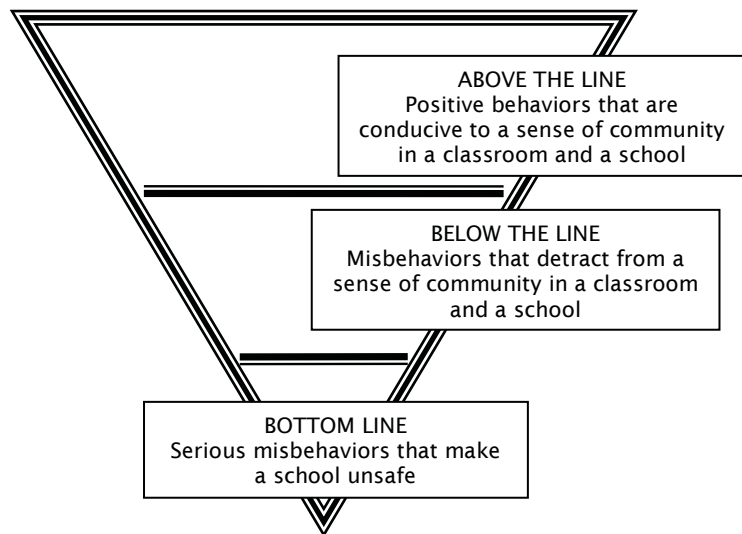 ABOVE THE LINE
Positive behaviors that are
conducive to a sense of community
in a classroom and a school
BELOW THE LINE
Misbehaviors that detract from a
sense of community in a classroom
and a school
BOTTOM LINE
Serious misbehaviors that make
a school unsafe